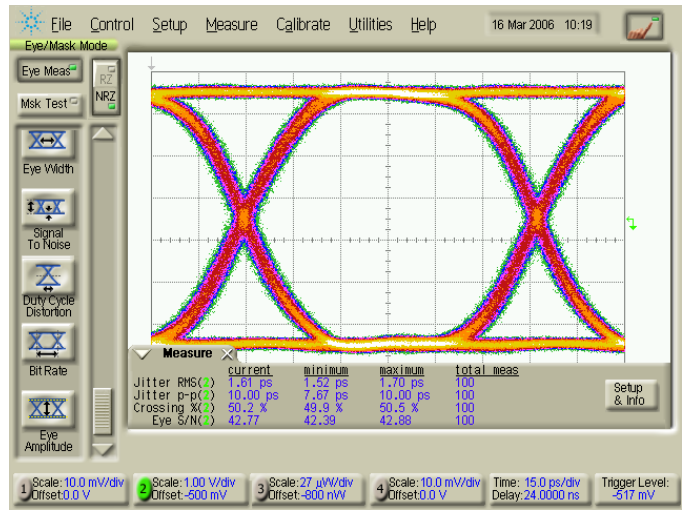 File Control Setup Measure Calibrate Utilities Help 16 Mar 2006 10:19
Eye/Mask Mode
Eye Meas
RZ
Msk Test
NRZ
Eye Width
Signal
To Noise
Duty Cycle
Distortion
Bit Rate
Eye
Amplitude
Measure
current minimum maximum total meas
Jitter RMS(2) 1.61 ps 1.52 ps 1.70 ps 100
Jitter p-p(2) 10.00 ps 7.67 ps 10.00 ps 100
Crossing %(2) 50.2 % 49.9 % 50.5 % 100
Eye S/N(2) 42.77 42.39 42.88 100
Setup
& Info
1 Scale: 10.0 mV/div
Offset: 0.0 V
2 Scale: 1.00 V/div
Offset: -500 mV
3 Scale: 27 µW/div
Offset: -800 nW
4 Scale: 10.0 mV/div
Offset: 0.0 V
Time: 15.0 ps/div
Delay: 24.0000 ns
Trigger Level:
-517 mV